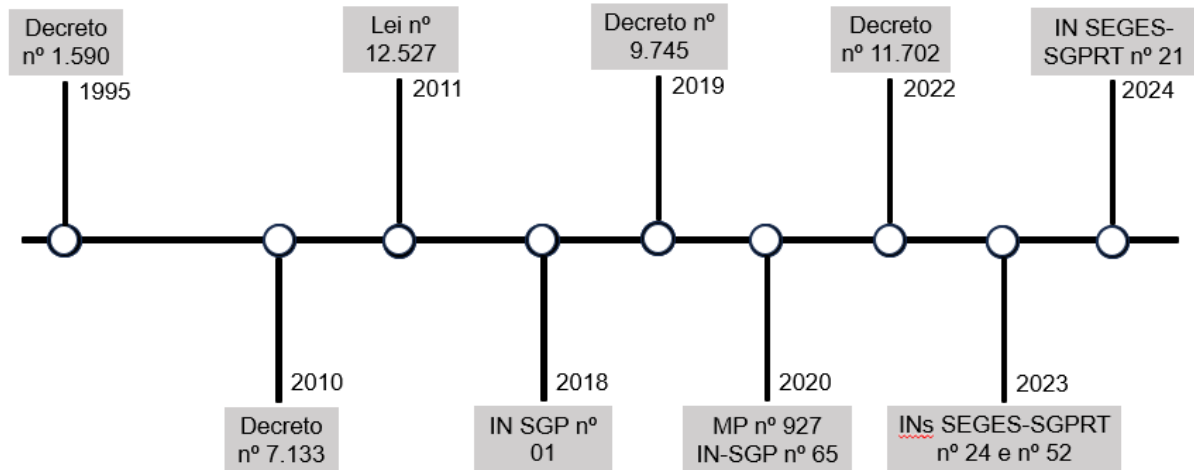 Decreto
nº 1.590
1995
Lei nº
12.527
2011
Decreto nº
9.745
2019
Decreto
nº 11.702
2022
IN SEGES-
SGPRT nº 21
2024
2010
Decreto
nº 7.133
2018
IN SGP nº
01
2020
MP nº 927
IN-SGP nº 65
2023
INs SEGES-SGPRT
nº 24 e nº 52